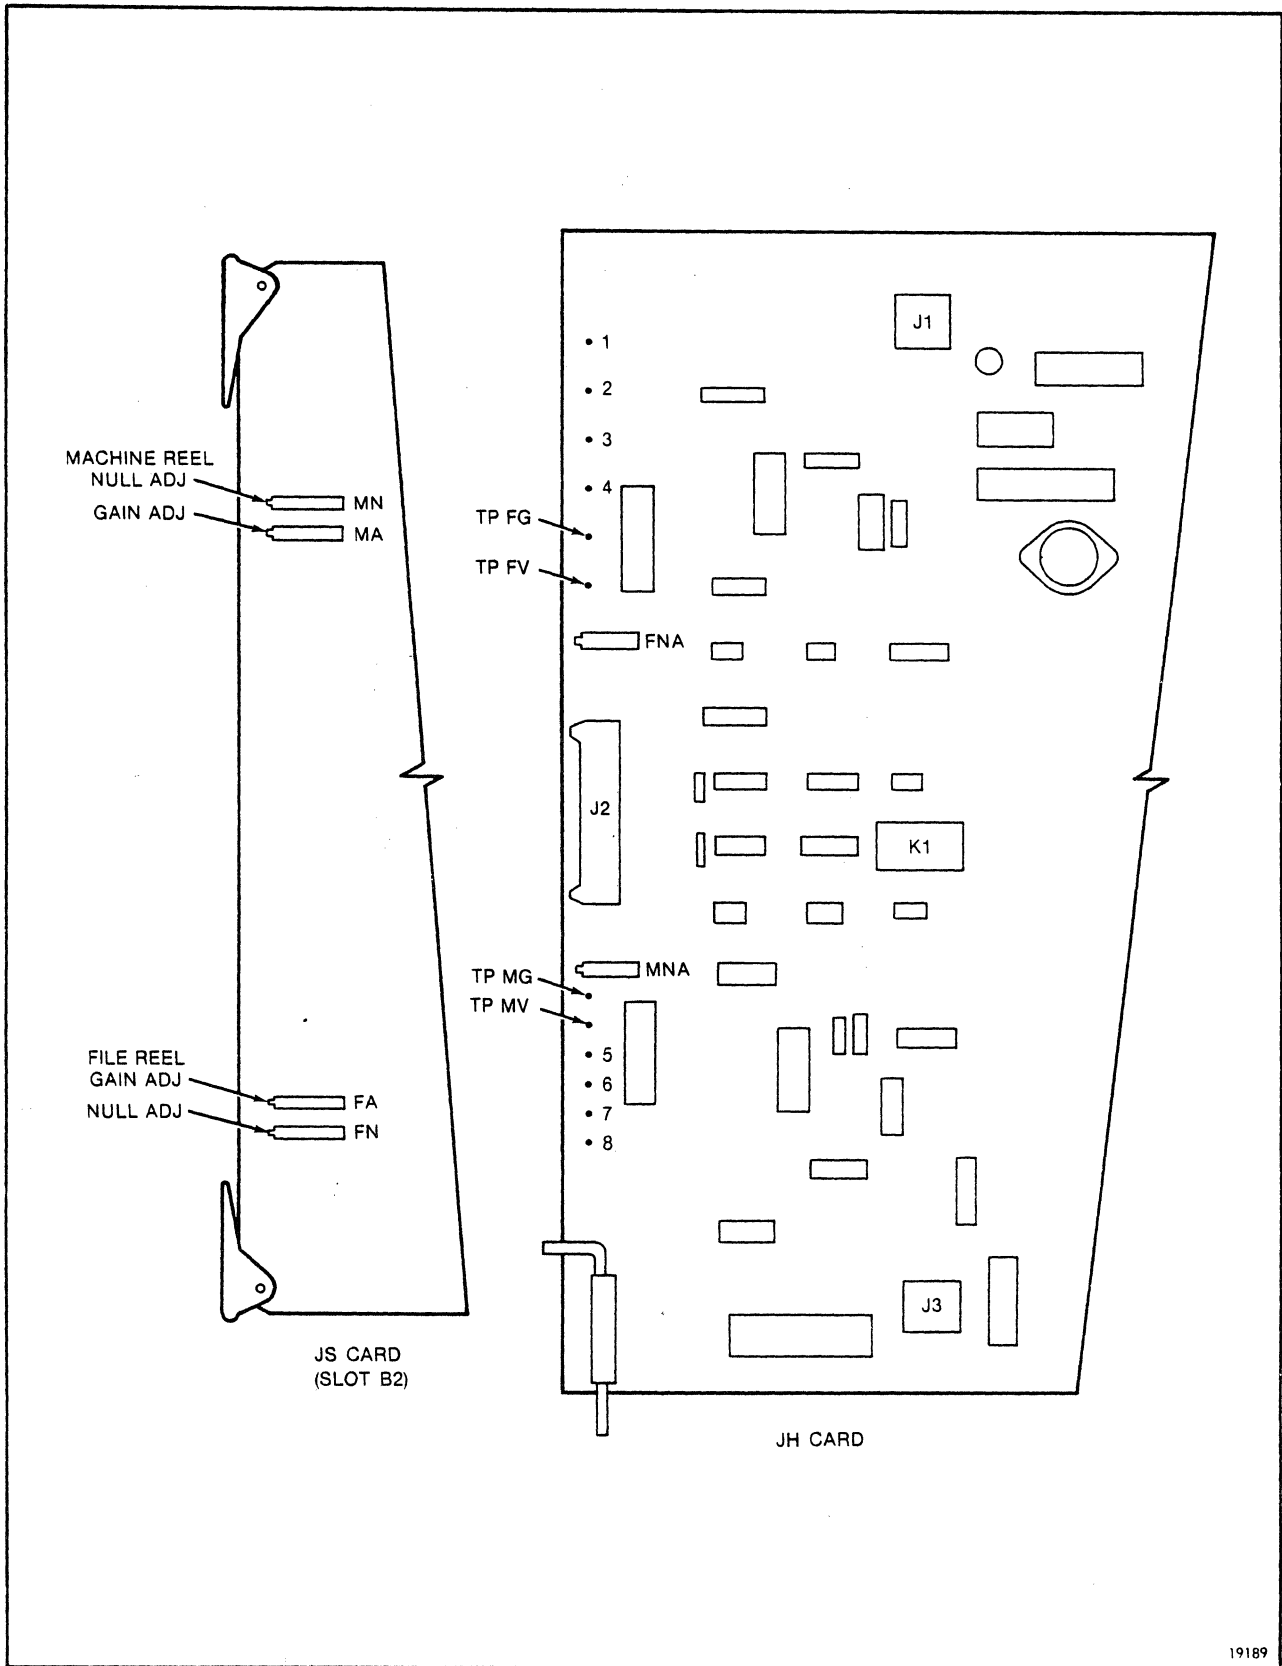 MACHINE REEL
NULL ADJ
MN
GAIN ADJ
MA
FILE REEL
GAIN ADJ
FA
NULL ADJ
FN
JS CARD
(SLOT B2)
J1
1
2
3
4
TP FG
TP FV
FNA
J2
K1
MNA
TP MG
TP MV
5
6
7
8
J3
JH CARD
19189